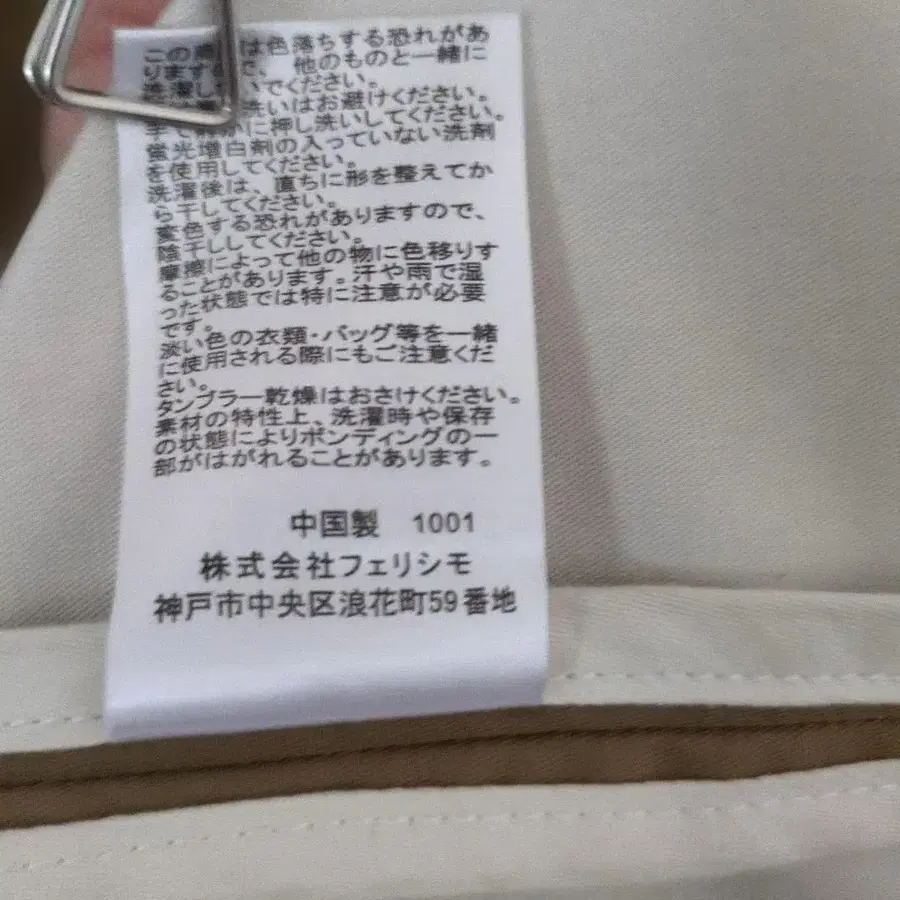 この　は色落ちする恐れがあ
りますので、他のものと一緒に
洗濯しないでください。
洗いはお避けください。
手で静かに押し洗いしてください。
蛍光増白剤の入っていない洗剤
を使用してください。
洗濯後は、直ちに形を整えてか
ら干してください。
変色する恐れがありますので、
陰干ししてください。
摩擦によって他の物に色移りす
ることがあります。汗や雨で湿
った状態では特に注意が必要
です。
淡い色の衣類・バッグ等を一緒
に使用される際にもご注意くだ
さい。
タンブラー乾燥はおさけください。
素材の特性上、洗濯時や保存
の状態によりボンディングの一
部がはがれることがあります。
中国製　1001
株式会社フェリシモ
神戸市中央区浪花町59番地